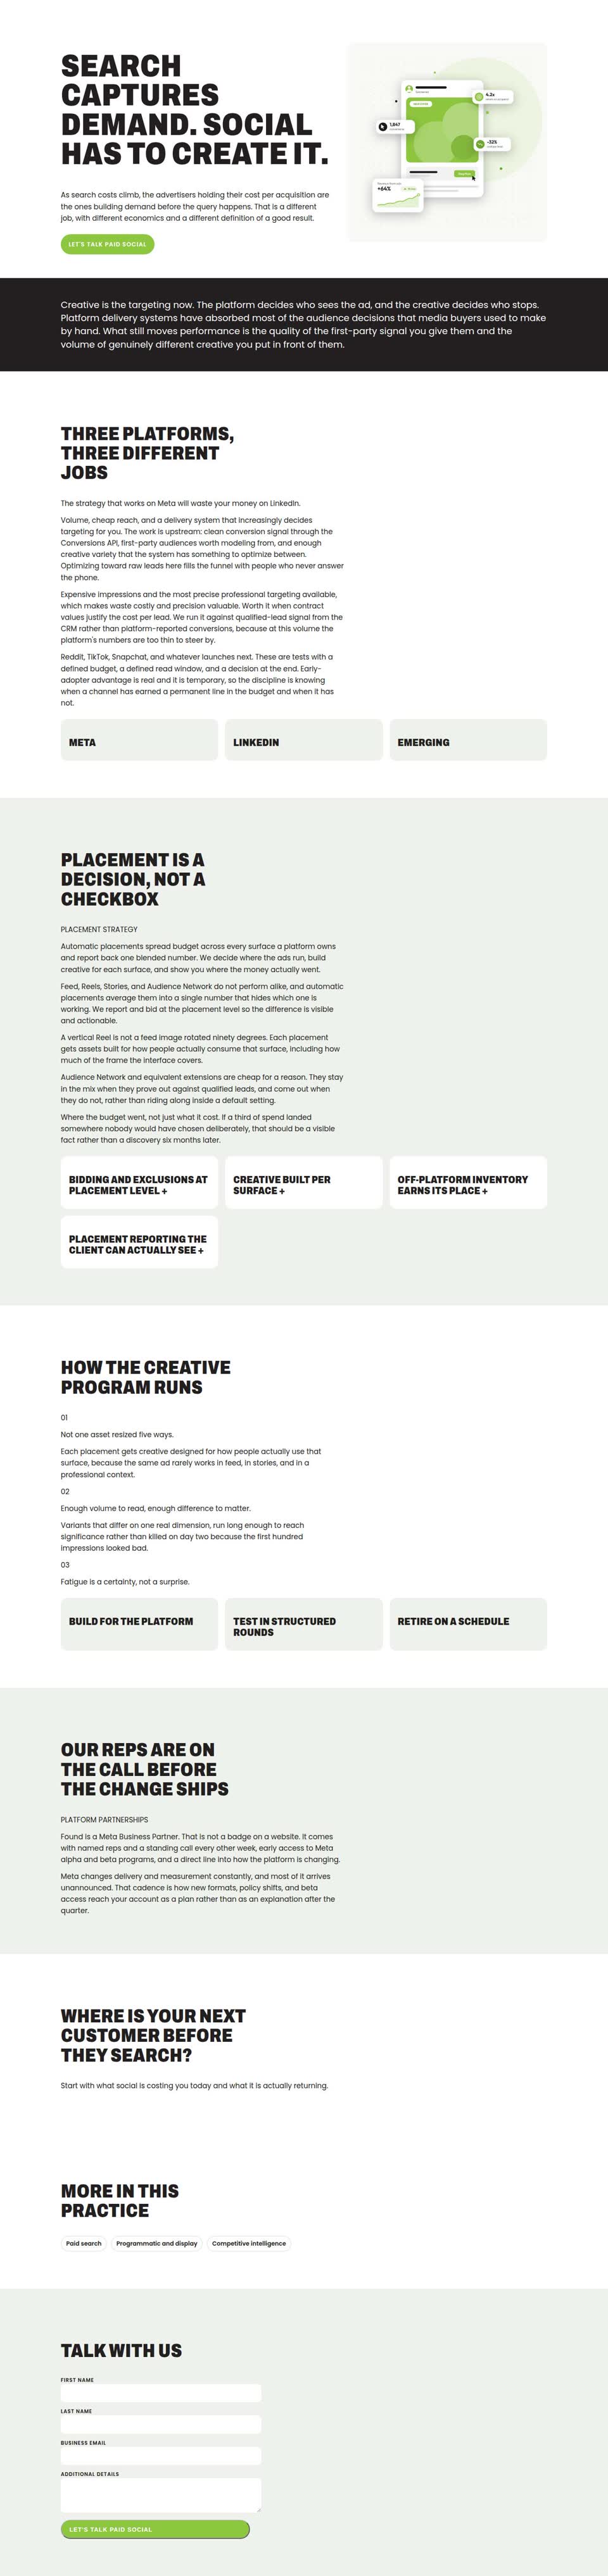 SEARCH
CAPTURES
DEMAND. SOCIAL
HAS TO CREATE IT.
As search costs climb, the advertisers holding their cost per acquisition are
the ones building demand before the query happens. That is a different
job, with different economics and a different definition of a good result.
LET'S TALK PAID SOCIAL
4.2x
1,847
-32%
+64%
Creative is the targeting now. The platform decides who sees the ad, and the creative decides who stops.
Platform delivery systems have absorbed most of the audience decisions that media buyers used to make
by hand. What still moves performance is the quality of the first-party signal you give them and the
volume of genuinely different creative you put in front of them.
THREE PLATFORMS,
THREE DIFFERENT
JOBS
The strategy that works on Meta will waste your money on LinkedIn.
Volume, cheap reach, and a delivery system that increasingly decides
targeting for you. The work is upstream: clean conversion signal through the
Conversions API, first-party audiences worth modeling from, and enough
creative variety that the system has something to optimize between.
Optimizing toward raw leads here fills the funnel with people who never answer
the phone.
Expensive impressions and the most precise professional targeting available,
which makes waste costly and precision valuable. Worth it when contract
values justify the cost per lead. We run it against qualified-lead signal from the
CRM rather than platform-reported conversions, because at this volume the
platform's numbers are too thin to steer by.
Reddit, TikTok, Snapchat, and whatever launches next. These are tests with a
defined budget, a defined read window, and a decision at the end. Early-
adopter advantage is real and it is temporary, so the discipline is knowing
when a channel has earned a permanent line in the budget and when it has
not.
META
LINKEDIN
EMERGING
PLACEMENT IS A
DECISION, NOT A
CHECKBOX
PLACEMENT STRATEGY
Automatic placements spread budget across every surface a platform owns
and report back one blended number. We decide where the ads run, build
creative for each surface, and show you where the money actually went.
Feed, Reels, Stories, and Audience Network do not perform alike, and automatic
placements average them into a single number that hides which one is
working. We report and bid at the placement level so the difference is visible
and actionable.
A vertical Reel is not a feed image rotated ninety degrees. Each placement
gets assets built for how people actually consume that surface, including how
much of the frame the interface covers.
Audience Network and equivalent extensions are cheap for a reason. They stay
in the mix when they prove out against qualified leads, and come out when
they do not, rather than riding along inside a default setting.
Where the budget went, not just what it cost. If a third of spend landed
somewhere nobody would have chosen deliberately, that should be a visible
fact rather than a discovery six months later.
BIDDING AND EXCLUSIONS AT
PLACEMENT LEVEL +
CREATIVE BUILT PER
SURFACE +
OFF-PLATFORM INVENTORY
EARNS ITS PLACE +
PLACEMENT REPORTING THE
CLIENT CAN ACTUALLY SEE +
HOW THE CREATIVE
PROGRAM RUNS
01
Not one asset resized five ways.
Each placement gets creative designed for how people actually use that
surface, because the same ad rarely works in feed, in stories, and in a
professional context.
02
Enough volume to read, enough difference to matter.
Variants that differ on one real dimension, run long enough to reach
significance rather than killed on day two because the first hundred
impressions looked bad.
03
Fatigue is a certainty, not a surprise.
BUILD FOR THE PLATFORM
TEST IN STRUCTURED
ROUNDS
RETIRE ON A SCHEDULE
OUR REPS ARE ON
THE CALL BEFORE
THE CHANGE SHIPS
PLATFORM PARTNERSHIPS
Found is a Meta Business Partner. That is not a badge on a website. It comes
with named reps and a standing call every other week, early access to Meta
alpha and beta programs, and a direct line into how the platform is changing.
Meta changes delivery and measurement constantly, and most of it arrives
unannounced. That cadence is how new formats, policy shifts, and beta
access reach your account as a plan rather than as an explanation after the
quarter.
WHERE IS YOUR NEXT
CUSTOMER BEFORE
THEY SEARCH?
Start with what social is costing you today and what it is actually returning.
MORE IN THIS
PRACTICE
Paid search
Programmatic and display
Competitive intelligence
TALK WITH US
FIRST NAME
LAST NAME
BUSINESS EMAIL
ADDITIONAL DETAILS
LET'S TALK PAID SOCIAL